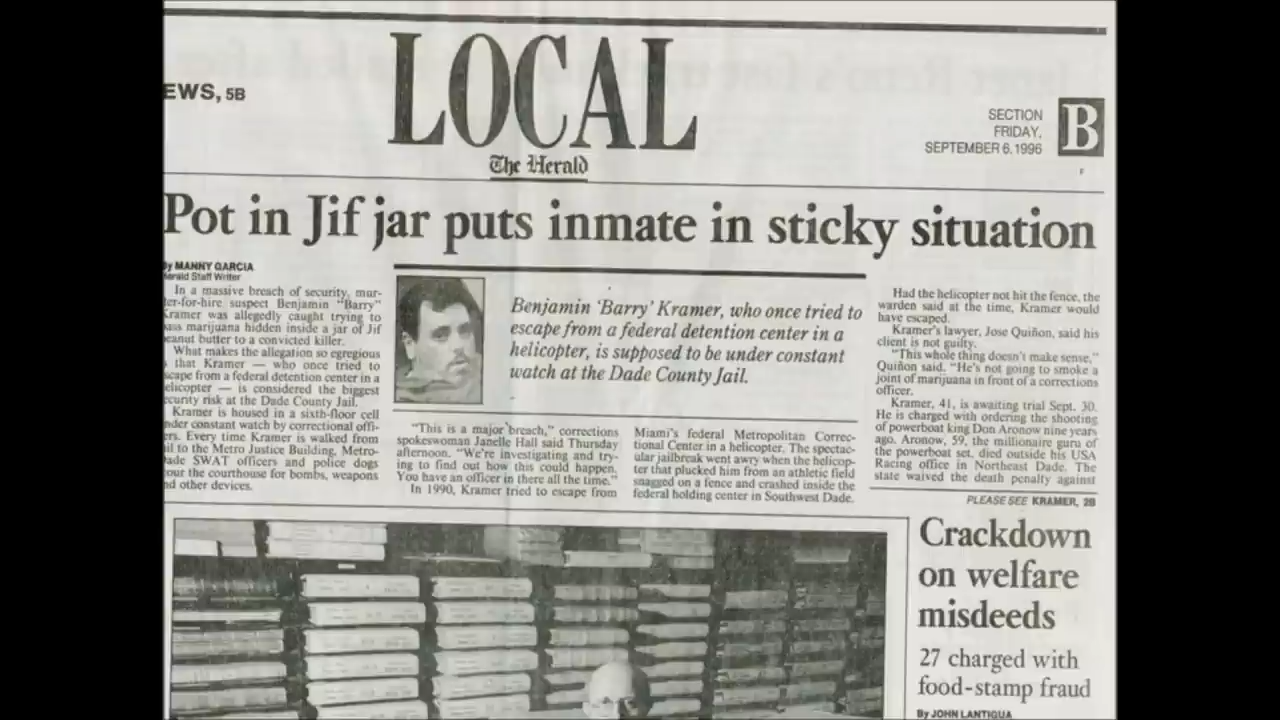 EWS, 5B
LOCAL
The Herald
SECTION
FRIDAY,
SEPTEMBER 6, 1996
B
F
Pot in Jif jar puts inmate in sticky situation
By MANNY GARCIA
Herald Staff Writer
In a massive breach of security, mur-
der-for-hire suspect Benjamin “Barry”
Kramer was allegedly caught trying to
pass marijuana hidden inside a jar of Jif
peanut butter to a convicted killer.
What makes the allegation so egregious
is that Kramer — who once tried to
escape from a federal detention center in a
helicopter — is considered the biggest
security risk at the Dade County Jail.
Kramer is housed in a sixth-floor cell
under constant watch by correctional offi-
cers. Every time Kramer is walked from
jail to the Metro Justice Building, Metro-
Dade SWAT officers and police dogs
scour the courthouse for bombs, weapons
and other devices.
Benjamin ‘Barry’ Kramer, who once tried to
escape from a federal detention center in a
helicopter, is supposed to be under constant
watch at the Dade County Jail.
“This is a major breach,” corrections
spokeswoman Janelle Hall said Thursday
afternoon. “We’re investigating and try-
ing to find out how this could happen.
You have an officer in there all the time.”
In 1990, Kramer tried to escape from
Miami’s federal Metropolitan Correc-
tional Center in a helicopter. The spectac-
ular jailbreak went awry when the helicop-
ter that plucked him from an athletic field
snagged on a fence and crashed inside the
federal holding center in Southwest Dade.
Had the helicopter not hit the fence, the
warden said at the time, Kramer would
have escaped.
Kramer’s lawyer, Jose Quiñon, said his
client is not guilty.
“This whole thing doesn’t make sense,”
Quiñon said. “He’s not going to smoke a
joint of marijuana in front of a corrections
officer.
Kramer, 41, is awaiting trial Sept. 30.
He is charged with ordering the shooting
of powerboat king Don Aronow nine years
ago. Aronow, 59, the millionaire guru of
the powerboat set, died outside his USA
Racing office in Northeast Dade. The
state waived the death penalty against
PLEASE SEE KRAMER, 2B
Crackdown
on welfare
misdeeds
27 charged with
food-stamp fraud
By JOHN LANTIGUA